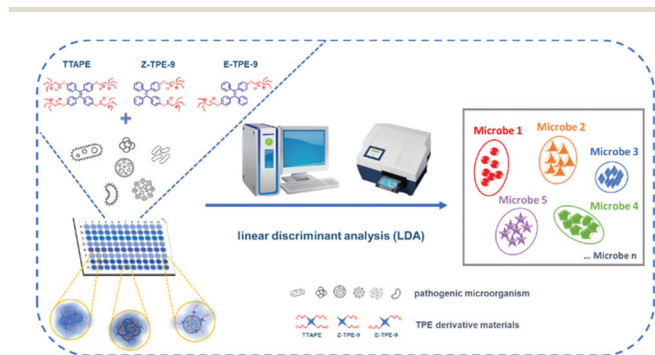 TTAPE Z-TPE-9 E-TPE-9
+
Microbe 1
Microbe 2
Microbe 3
Microbe 5
Microbe 4
... Microbe n
linear discriminant analysis (LDA)
pathogenic microorganism
TPE derivative materials
TTAPE Z-TPE-9 E-TPE-9